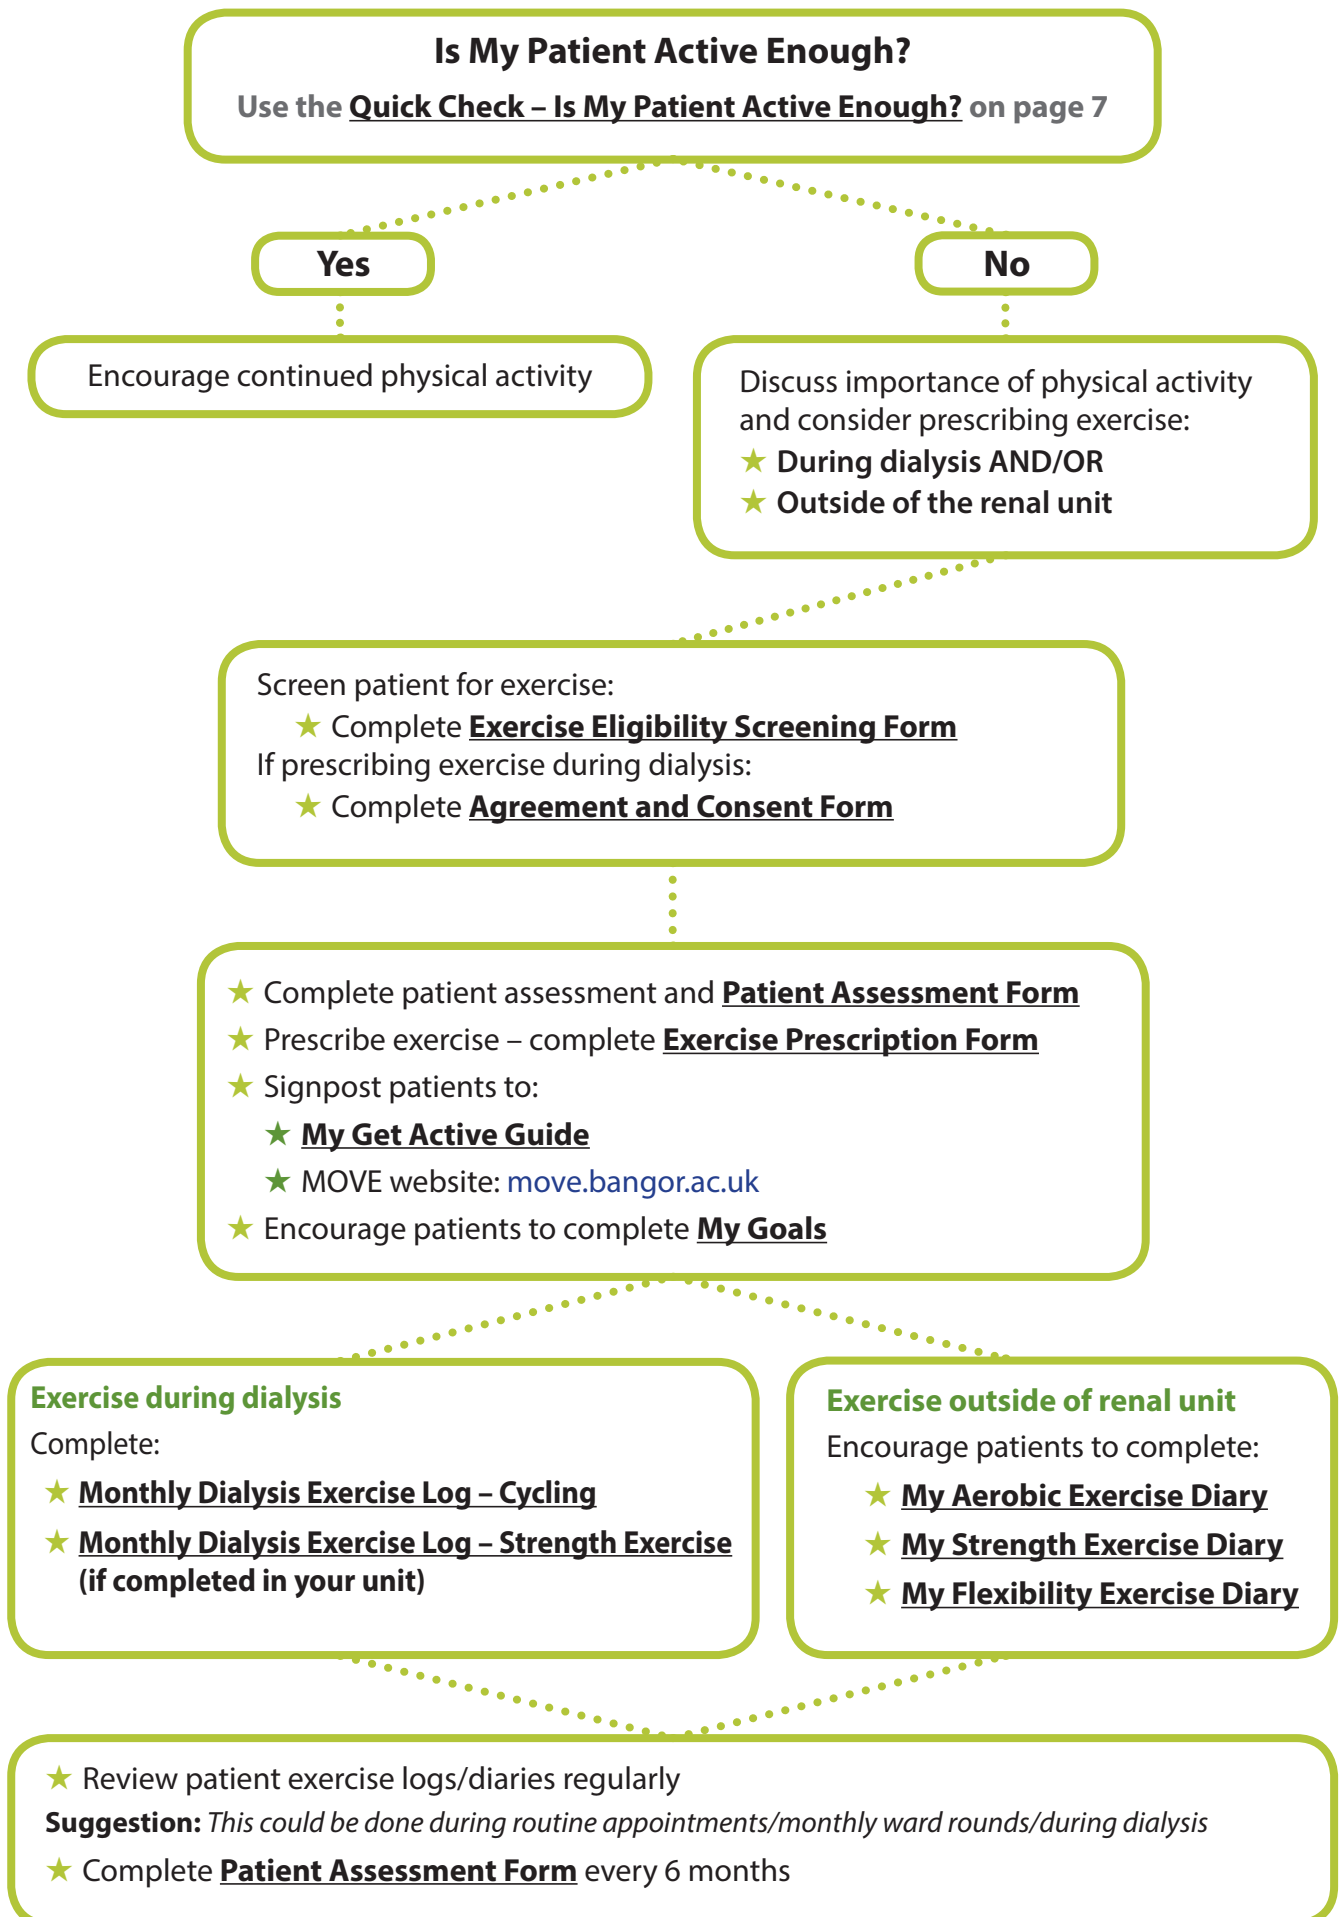 Is My Patient Active Enough?
Use the Quick Check – Is My Patient Active Enough? on page 7
Yes
No
Encourage continued physical activity
Discuss importance of physical activity
and consider prescribing exercise:
★ During dialysis AND/OR
★ Outside of the renal unit
Screen patient for exercise:
★ Complete Exercise Eligibility Screening Form
If prescribing exercise during dialysis:
★ Complete Agreement and Consent Form
★ Complete patient assessment and Patient Assessment Form
★ Prescribe exercise – complete Exercise Prescription Form
★ Signpost patients to:
★ My Get Active Guide
★ MOVE website: move.bangor.ac.uk
★ Encourage patients to complete My Goals
Exercise during dialysis
Complete:
★ Monthly Dialysis Exercise Log – Cycling
★ Monthly Dialysis Exercise Log – Strength Exercise
(if completed in your unit)
Exercise outside of renal unit
Encourage patients to complete:
★ My Aerobic Exercise Diary
★ My Strength Exercise Diary
★ My Flexibility Exercise Diary
★ Review patient exercise logs/diaries regularly
Suggestion: This could be done during routine appointments/monthly ward rounds/during dialysis
★ Complete Patient Assessment Form every 6 months